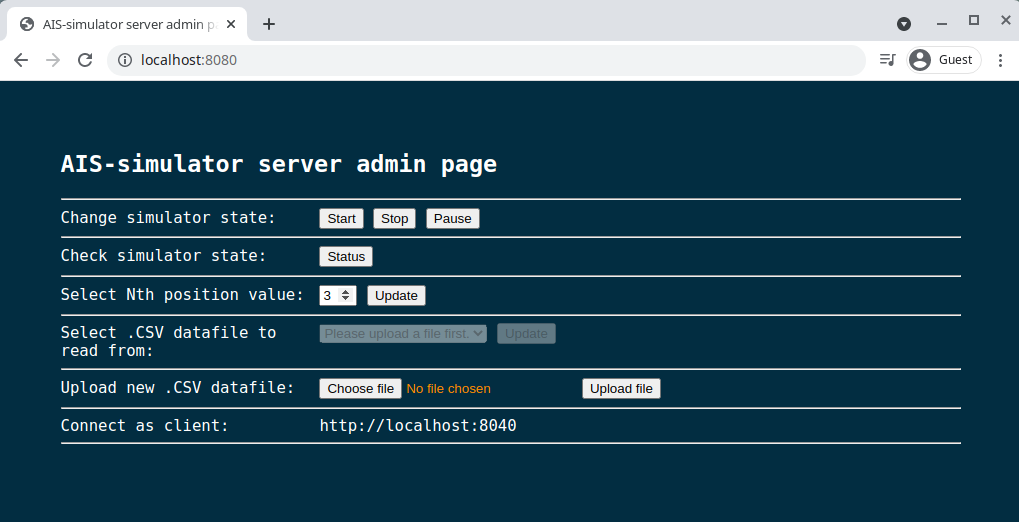 AIS-simulator server admin p
localhost:8080
Guest
AIS-simulator server admin page
Change simulator state: Start Stop Pause
Check simulator state: Status
Select Nth position value: 3 Update
Select .CSV datafile to Please upload a file first. Update
read from:
Upload new .CSV datafile: Choose file No file chosen Upload file
Connect as client: http://localhost:8040